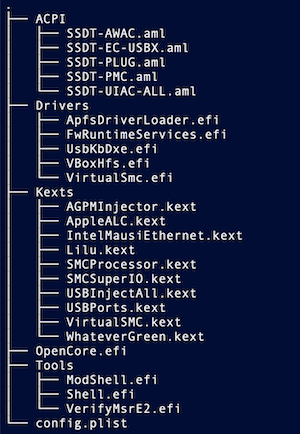 .
├── ACPI
│   ├── SSDT-AWAC.aml
│   ├── SSDT-EC-USBX.aml
│   ├── SSDT-PLUG.aml
│   ├── SSDT-PMC.aml
│   └── SSDT-UIAC-ALL.aml
├── Drivers
│   ├── ApfsDriverLoader.efi
│   ├── FwRuntimeServices.efi
│   ├── UsbKbDxe.efi
│   ├── VBoxHfs.efi
│   └── VirtualSmc.efi
├── Kexts
│   ├── AGPMInjector.kext
│   ├── AppleALC.kext
│   ├── IntelMausiEthernet.kext
│   ├── Lilu.kext
│   ├── SMCProcessor.kext
│   ├── SMCSuperIO.kext
│   ├── USBInjectAll.kext
│   ├── USBPorts.kext
│   ├── VirtualSMC.kext
│   └── WhateverGreen.kext
├── OpenCore.efi
├── Tools
│   ├── ModShell.efi
│   ├── Shell.efi
│   └── VerifyMsrE2.efi
└── config.plist